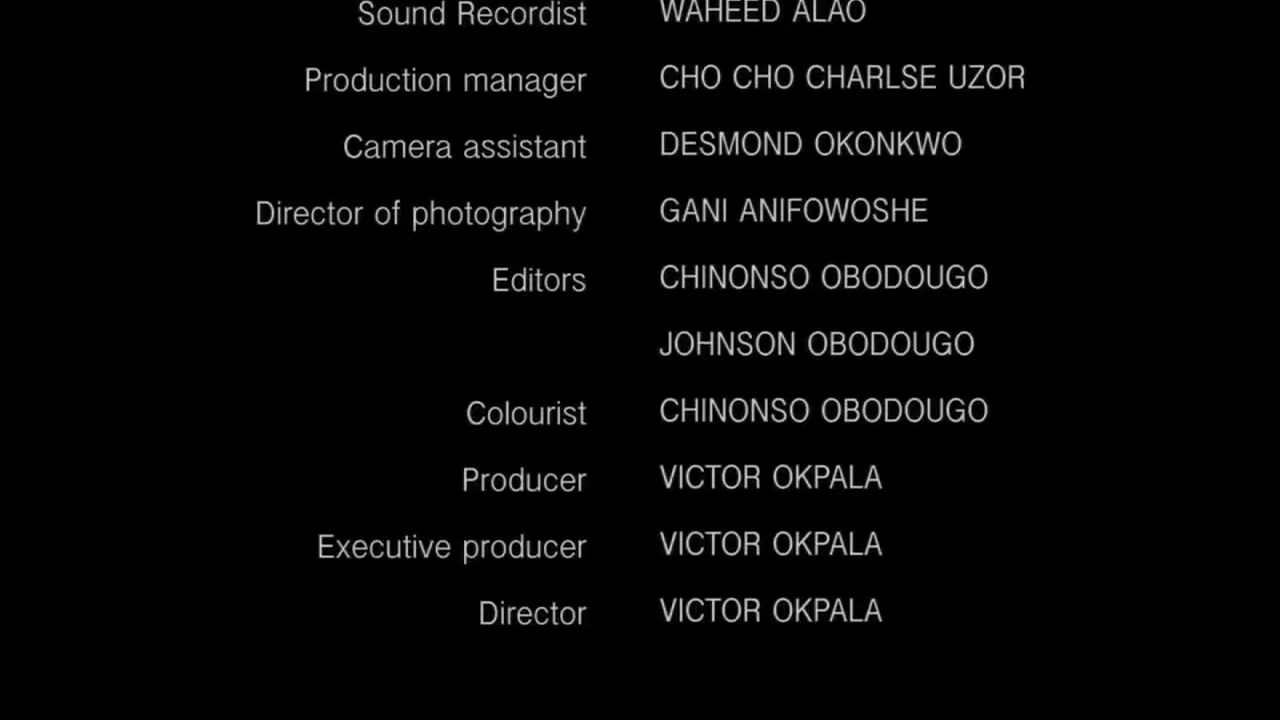 Sound Recordist WAHEED ALAO
Production manager CHO CHO CHARLSE UZOR
Camera assistant DESMOND OKONKWO
Director of photography GANI ANIFOWOSHE
Editors CHINONSO OBODOUGO
JOHNSON OBODOUGO
Colourist CHINONSO OBODOUGO
Producer VICTOR OKPALA
Executive producer VICTOR OKPALA
Director VICTOR OKPALA